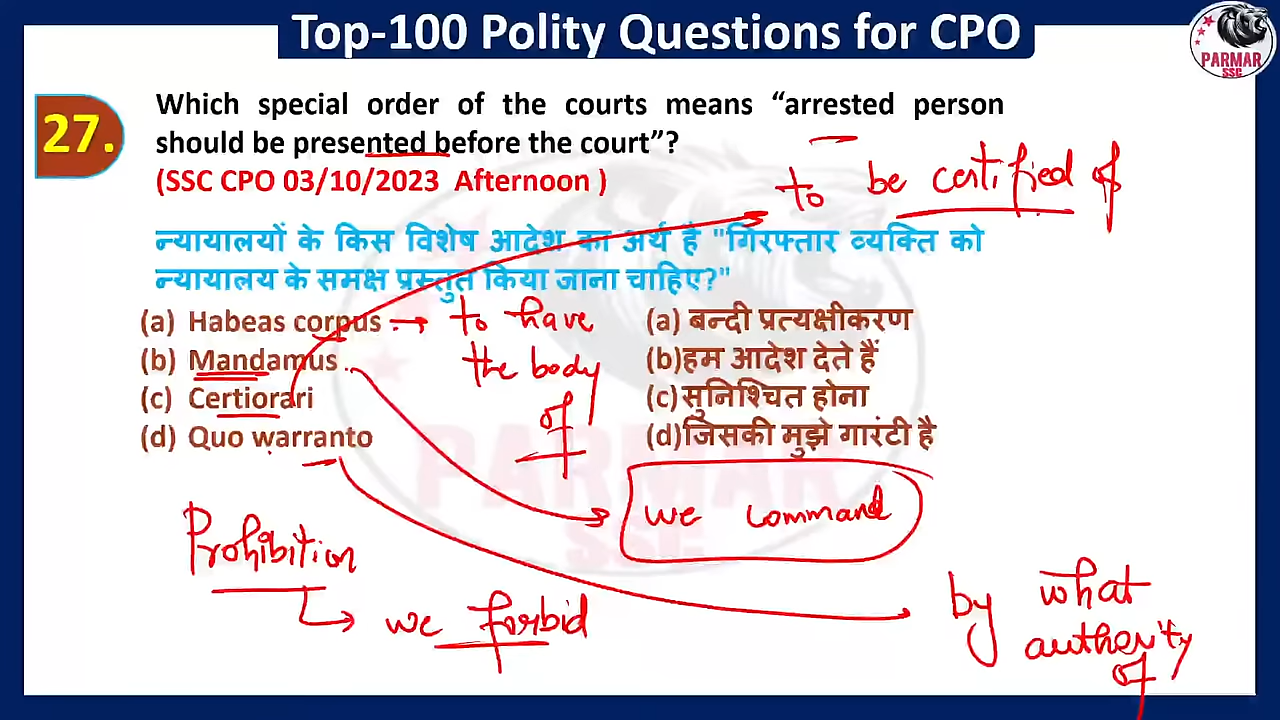 Top-100 Polity Questions for CPO
PARMAR
SSC
27.
Which special order of the courts means “arrested person
should be presented before the court”?
(SSC CPO 03/10/2023 Afternoon )
to be certified of
न्यायालयों के किस विशेष आदेश का अर्थ है "गिरफ्तार व्यक्ति को
न्यायालय के समक्ष प्रस्तुत किया जाना चाहिए?"
(a) Habeas corpus
(b) Mandamus
(c) Certiorari
(d) Quo warranto
to have
the body
of
(a) बन्दी प्रत्यक्षीकरण
(b)हम आदेश देते हैं
(c)सुनिश्चित होना
(d)जिसकी मुझे गारंटी है
PARMAR
SSC
we command
Prohibition
we forbid
by what
authority
of